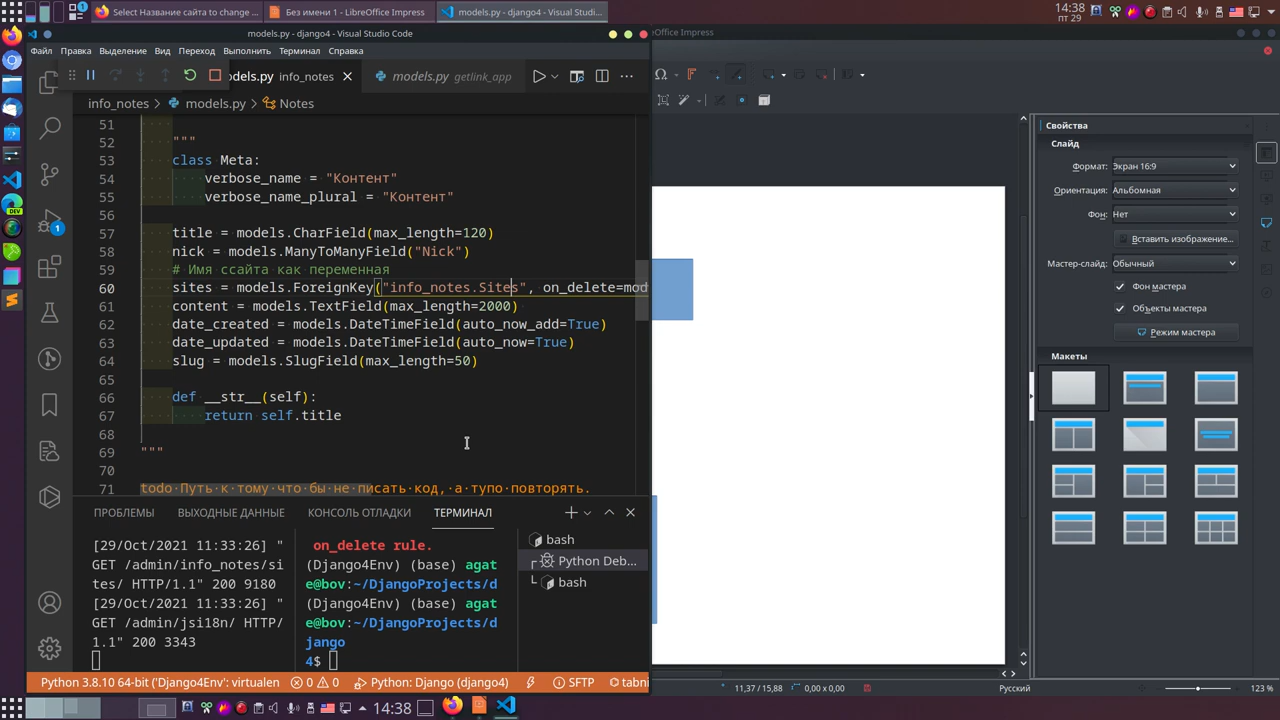 Select Название сайта to change ...
Без имени 1 - LibreOffice Impress
models.py - django4 - Visual Studi...
14:38
пт 29
models.py - django4 - Visual Studio Code
eOffice Impress
Файл Правка Выделение Вид Переход Выполнить Терминал Справка
odels.py info_notes
models.py getlink_app
info_notes > models.py > Notes
51
52 """
53 class Meta:
54 verbose_name = "Контент"
55 verbose_name_plural = "Контент"
56
57 title = models.CharField(max_length=120)
58 nick = models.ManyToManyField("Nick")
59 # Имя ссайта как переменная
60 sites = models.ForeignKey("info_notes.Sites", on_delete=mod
61 content = models.TextField(max_length=2000)
62 date_created = models.DateTimeField(auto_now_add=True)
63 date_updated = models.DateTimeField(auto_now=True)
64 slug = models.SlugField(max_length=50)
65
66 def __str__(self):
67 return self.title
68
69 """
70
71 todo Путь к тому что бы не писать код, а тупо повторять.
ПРОБЛЕМЫ ВЫХОДНЫЕ ДАННЫЕ КОНСОЛЬ ОТЛАДКИ ТЕРМИНАЛ
[29/Oct/2021 11:33:26] "
GET /admin/info_notes/si
tes/ HTTP/1.1" 200 9180
[29/Oct/2021 11:33:26] "
GET /admin/jsi18n/ HTTP/
1.1" 200 3343
on_delete rule.
(Django4Env) (base) agat
e@bov:~/DjangoProjects/d
(Django4Env) (base) agat
e@bov:~/DjangoProjects/d
jango
4$
bash
Python Deb...
bash
Python 3.8.10 64-bit ('Django4Env': virtualen
0 0
Python: Django (django4)
SFTP
tabni
Свойства
Слайд
Формат: Экран 16:9
Ориентация: Альбомная
Фон: Нет
Вставить изображение...
Мастер-слайд: Обычный
Фон мастера
Объекты мастера
Режим мастера
Макеты
11,37 / 15,88
0,00 x 0,00
Русский
123 %
14:38